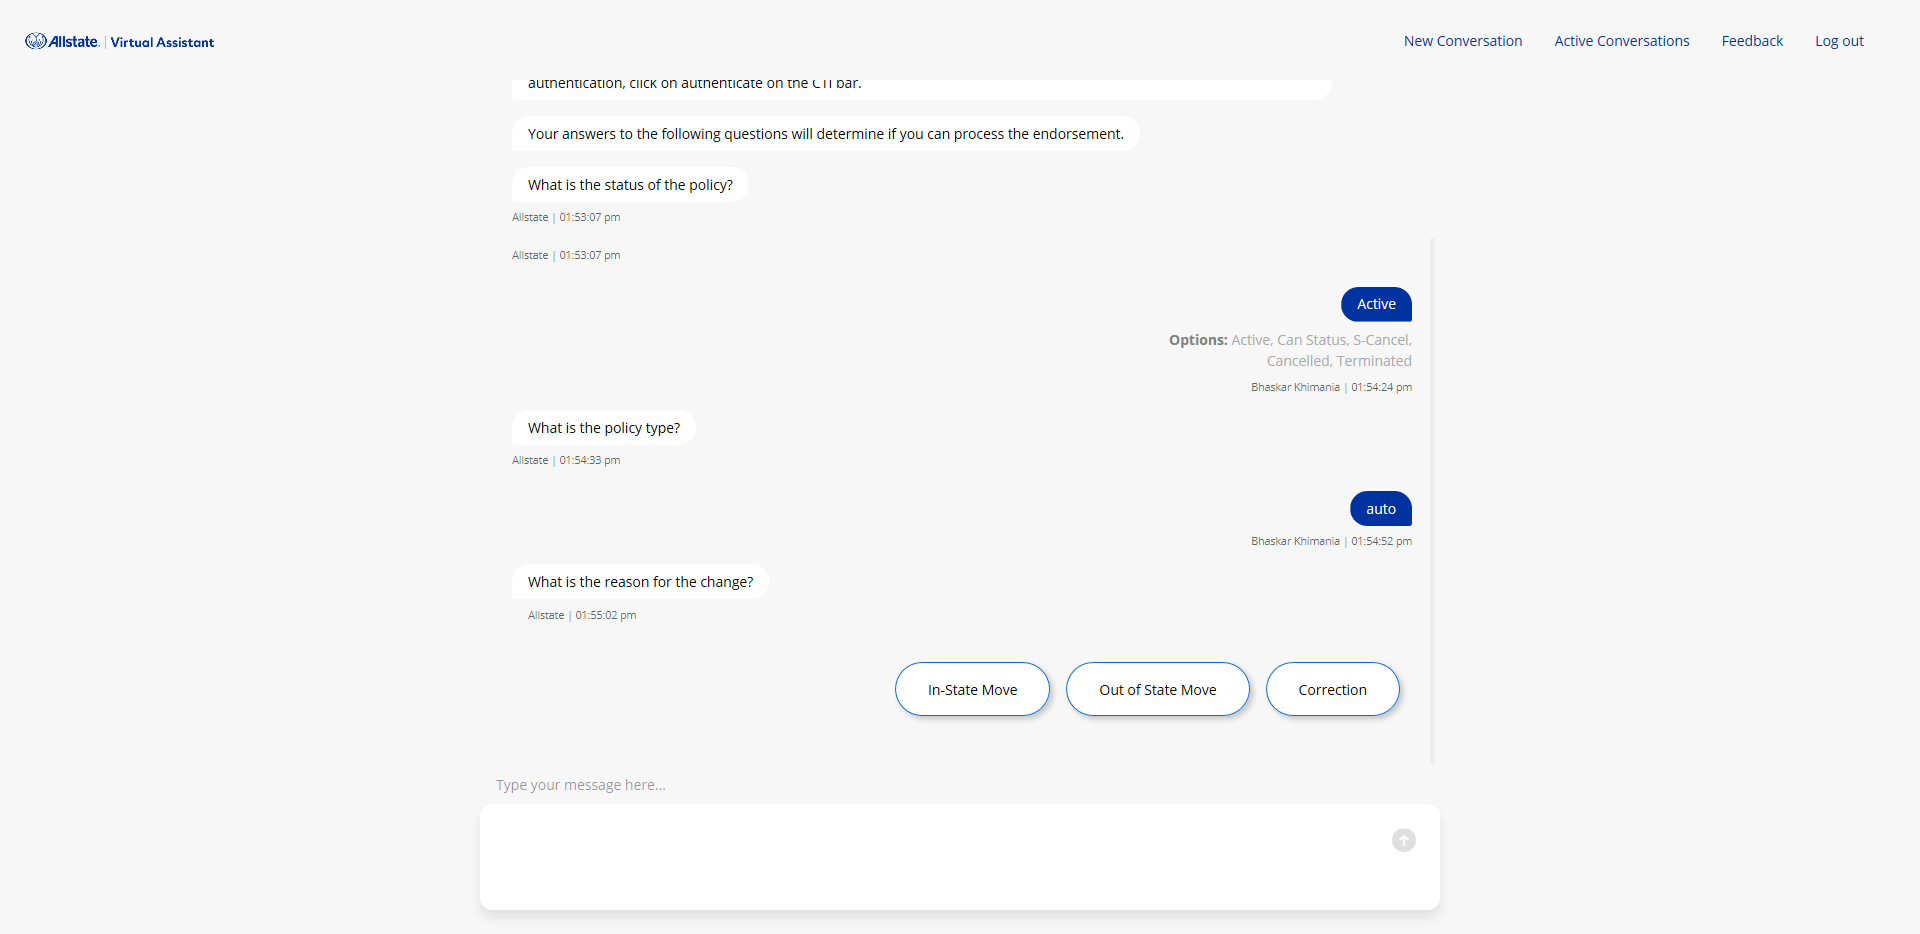 Allstate. | Virtual Assistant
New Conversation
Active Conversations
Feedback
Log out
authentication, click on authenticate on the CTI bar.
Your answers to the following questions will determine if you can process the endorsement.
What is the status of the policy?
Allstate | 01:53:07 pm
Allstate | 01:53:07 pm
Active
Options: Active, Can Status, S-Cancel,
Cancelled, Terminated
Bhaskar Khimania | 01:54:24 pm
What is the policy type?
Allstate | 01:54:33 pm
auto
Bhaskar Khimania | 01:54:52 pm
What is the reason for the change?
Allstate | 01:55:02 pm
In-State Move
Out of State Move
Correction
Type your message here...